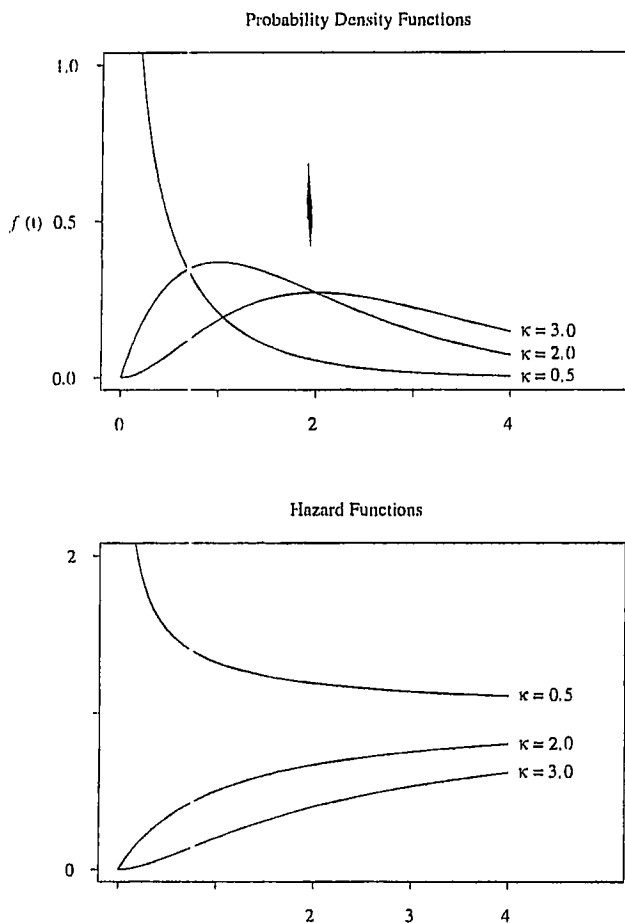 Probability Density Functions
1.0
f (t) 0.5
κ = 3.0
κ = 2.0
κ = 0.5
0.0
0 2 4
Hazard Functions
2
κ = 0.5
κ = 2.0
κ = 3.0
0
2 3 4